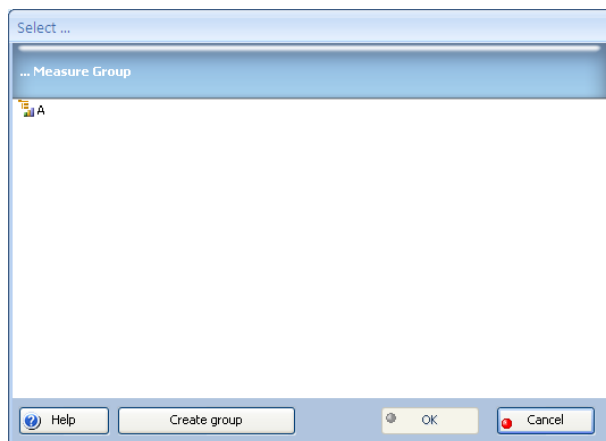 Select ...
... Measure Group
A
Help
Create group
OK
Cancel